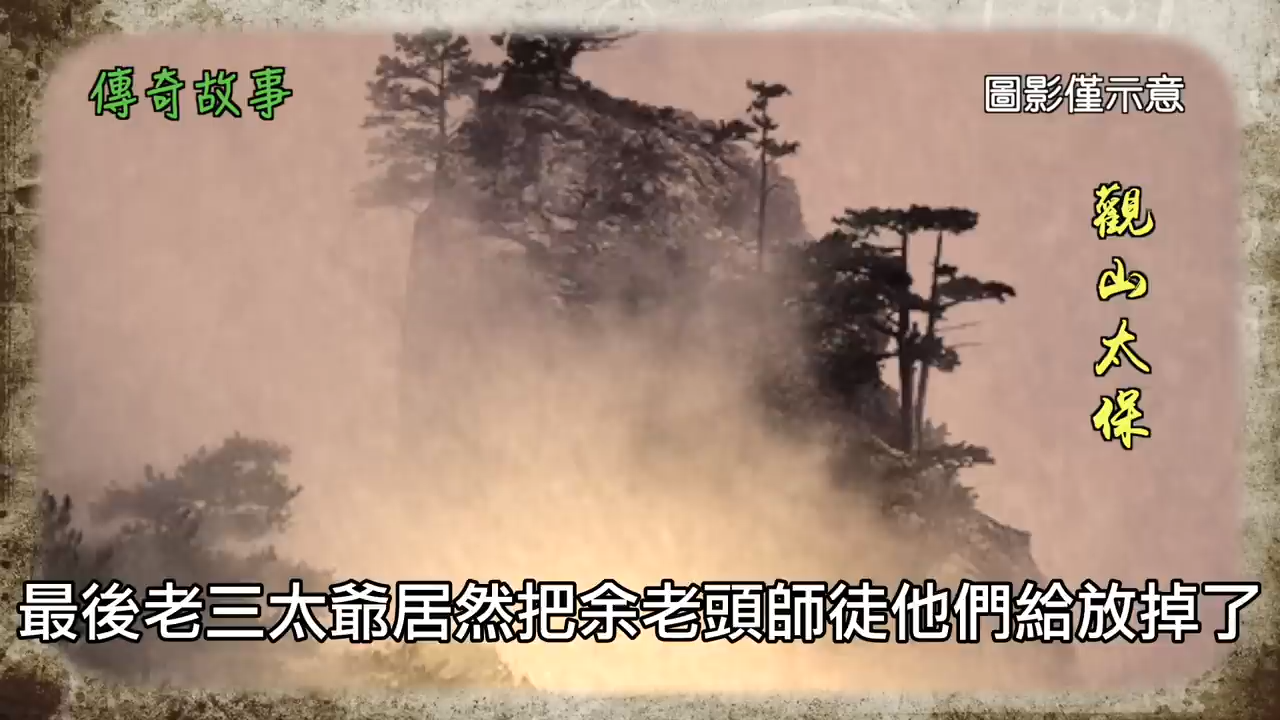 傳奇故事
圖影僅示意
觀山太保
最後老三太爺居然把余老頭師徒他們給放掉了